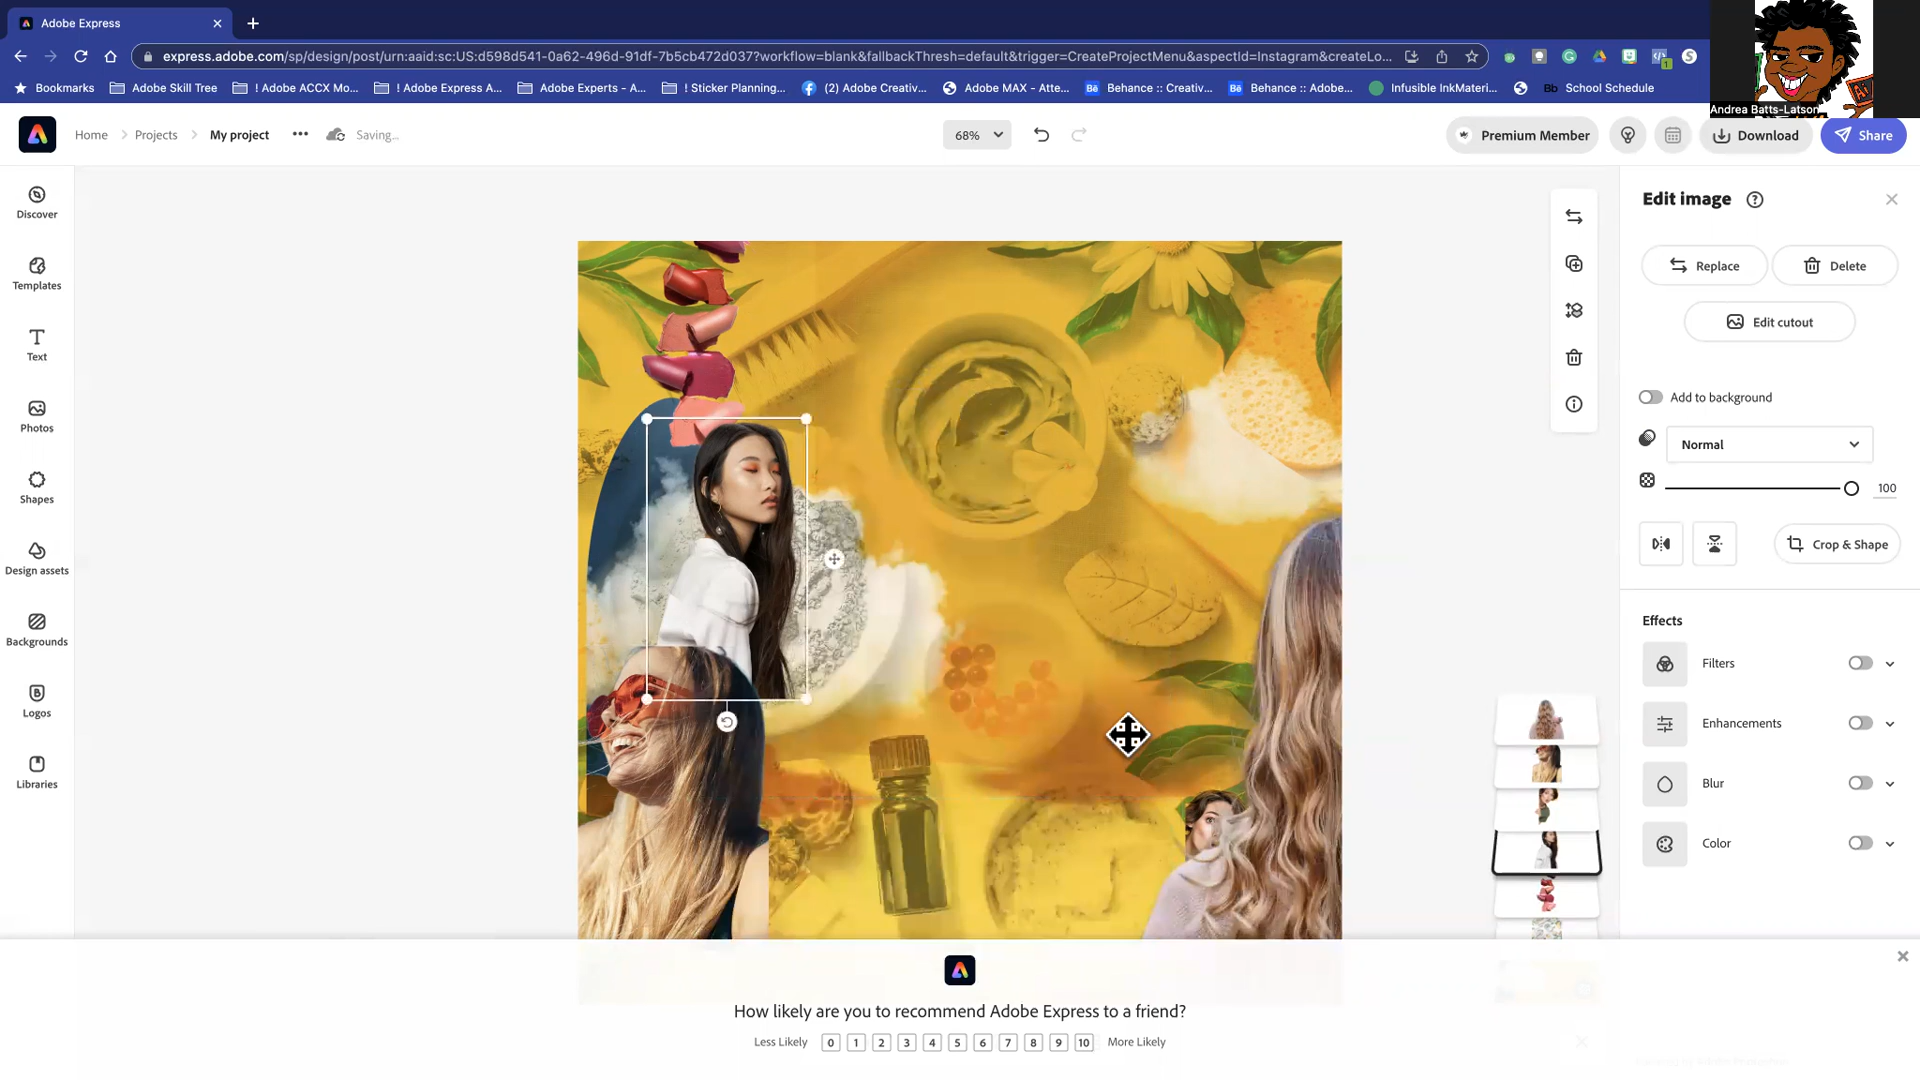 Adobe Express
express.adobe.com/sp/design/post/urn:aaid:sc:US:d598d541-0a62-496d-91df-7b5cb472d037?workflow=blank&fallbackThresh=default&trigger=CreateProjectMenu&aspectId=Instagram&createLo...
1
Bookmarks
Adobe Skill Tree
! Adobe ACCX Mo...
! Adobe Express A...
Adobe Experts - A...
! Sticker Planning...
(2) Adobe Creativ...
Adobe MAX - Atte...
Bē Behance :: Creativ...
Bē Behance :: Adobe...
Infusible InkMateri...
Bb School Schedule
Andrea Batts-Latson
Home
Projects
My project
Saving...
68%
Premium Member
Download
Share
Discover
Templates
Text
Photos
Shapes
Design assets
Backgrounds
Logos
Libraries
Edit image
Replace
Delete
Edit cutout
Add to background
Normal
100
Crop & Shape
Effects
Filters
Enhancements
Blur
Color
How likely are you to recommend Adobe Express to a friend?
Less Likely 0 1 2 3 4 5 6 7 8 9 10 More Likely